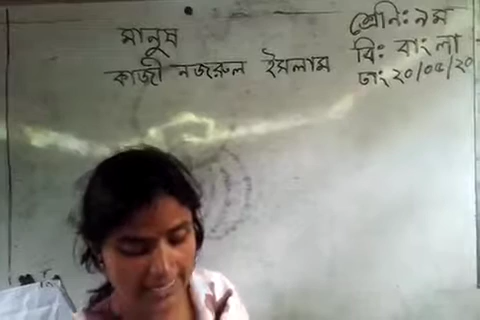 মানুষ
কাজী নজরুল ইসলাম
শ্রেনি: ৯ম
বি: বাংলা
তাং ২০/০৫/২০